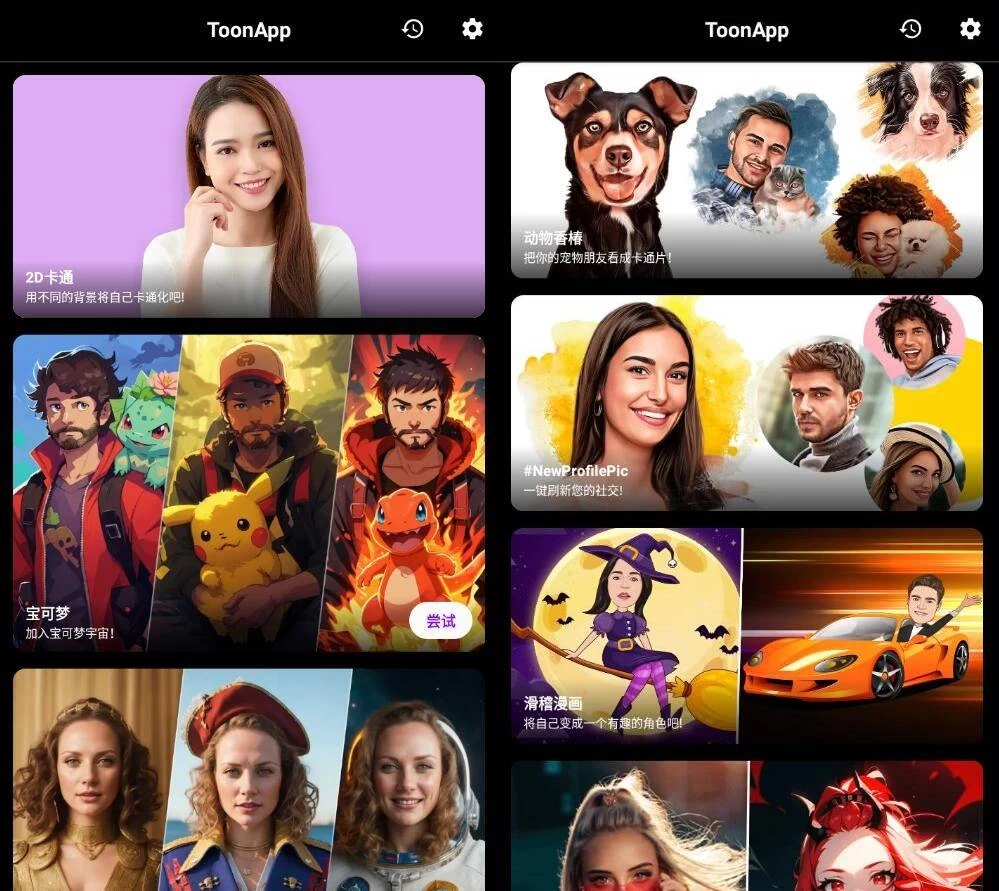 ToonApp
2D卡通
用不同的背景将自己卡通化吧!
宝可梦
加入宝可梦宇宙!
尝试
ToonApp
动物香椿
把你的宠物朋友看成卡通片!
#NewProfilePic
一键刷新您的社交!
滑稽漫画
将自己变成一个有趣的角色吧!